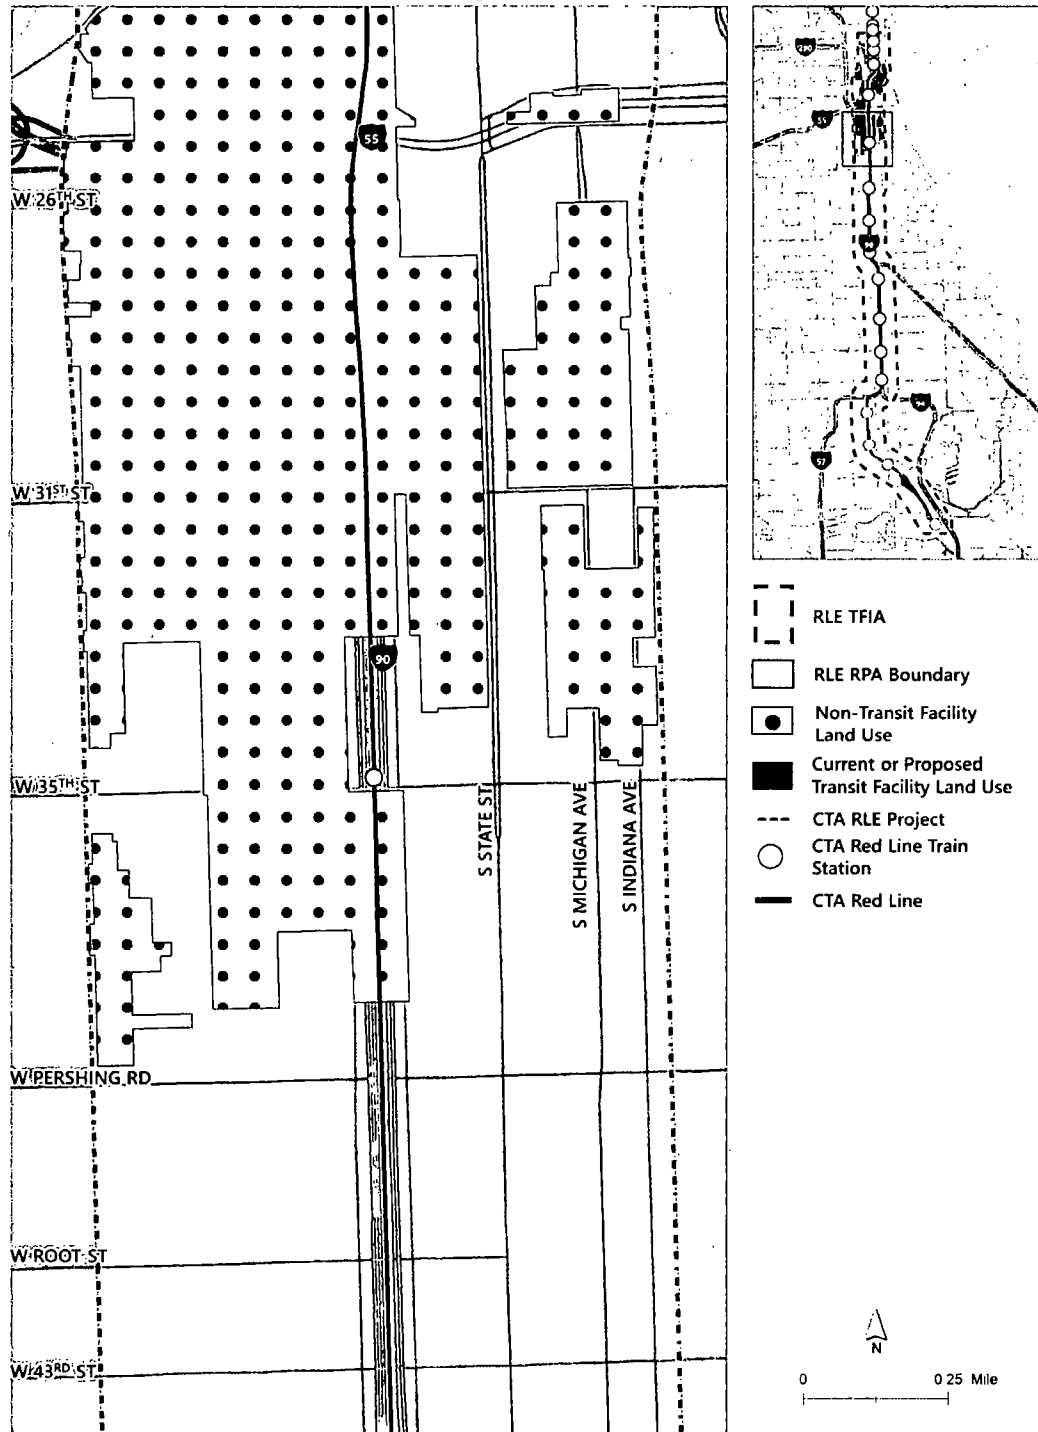 55
W 26TH ST
W 31ST ST
90
W 35TH ST
S STATE ST
S MICHIGAN AVE
S INDIANA AVE
W PERSHING RD
W ROOT ST
W 43RD ST
290
55
94
57
RLE TFIA
RLE RPA Boundary
Non-Transit Facility
Land Use
Current or Proposed
Transit Facility Land Use
CTA RLE Project
CTA Red Line Train
Station
CTA Red Line
N
0 0 25 Mile